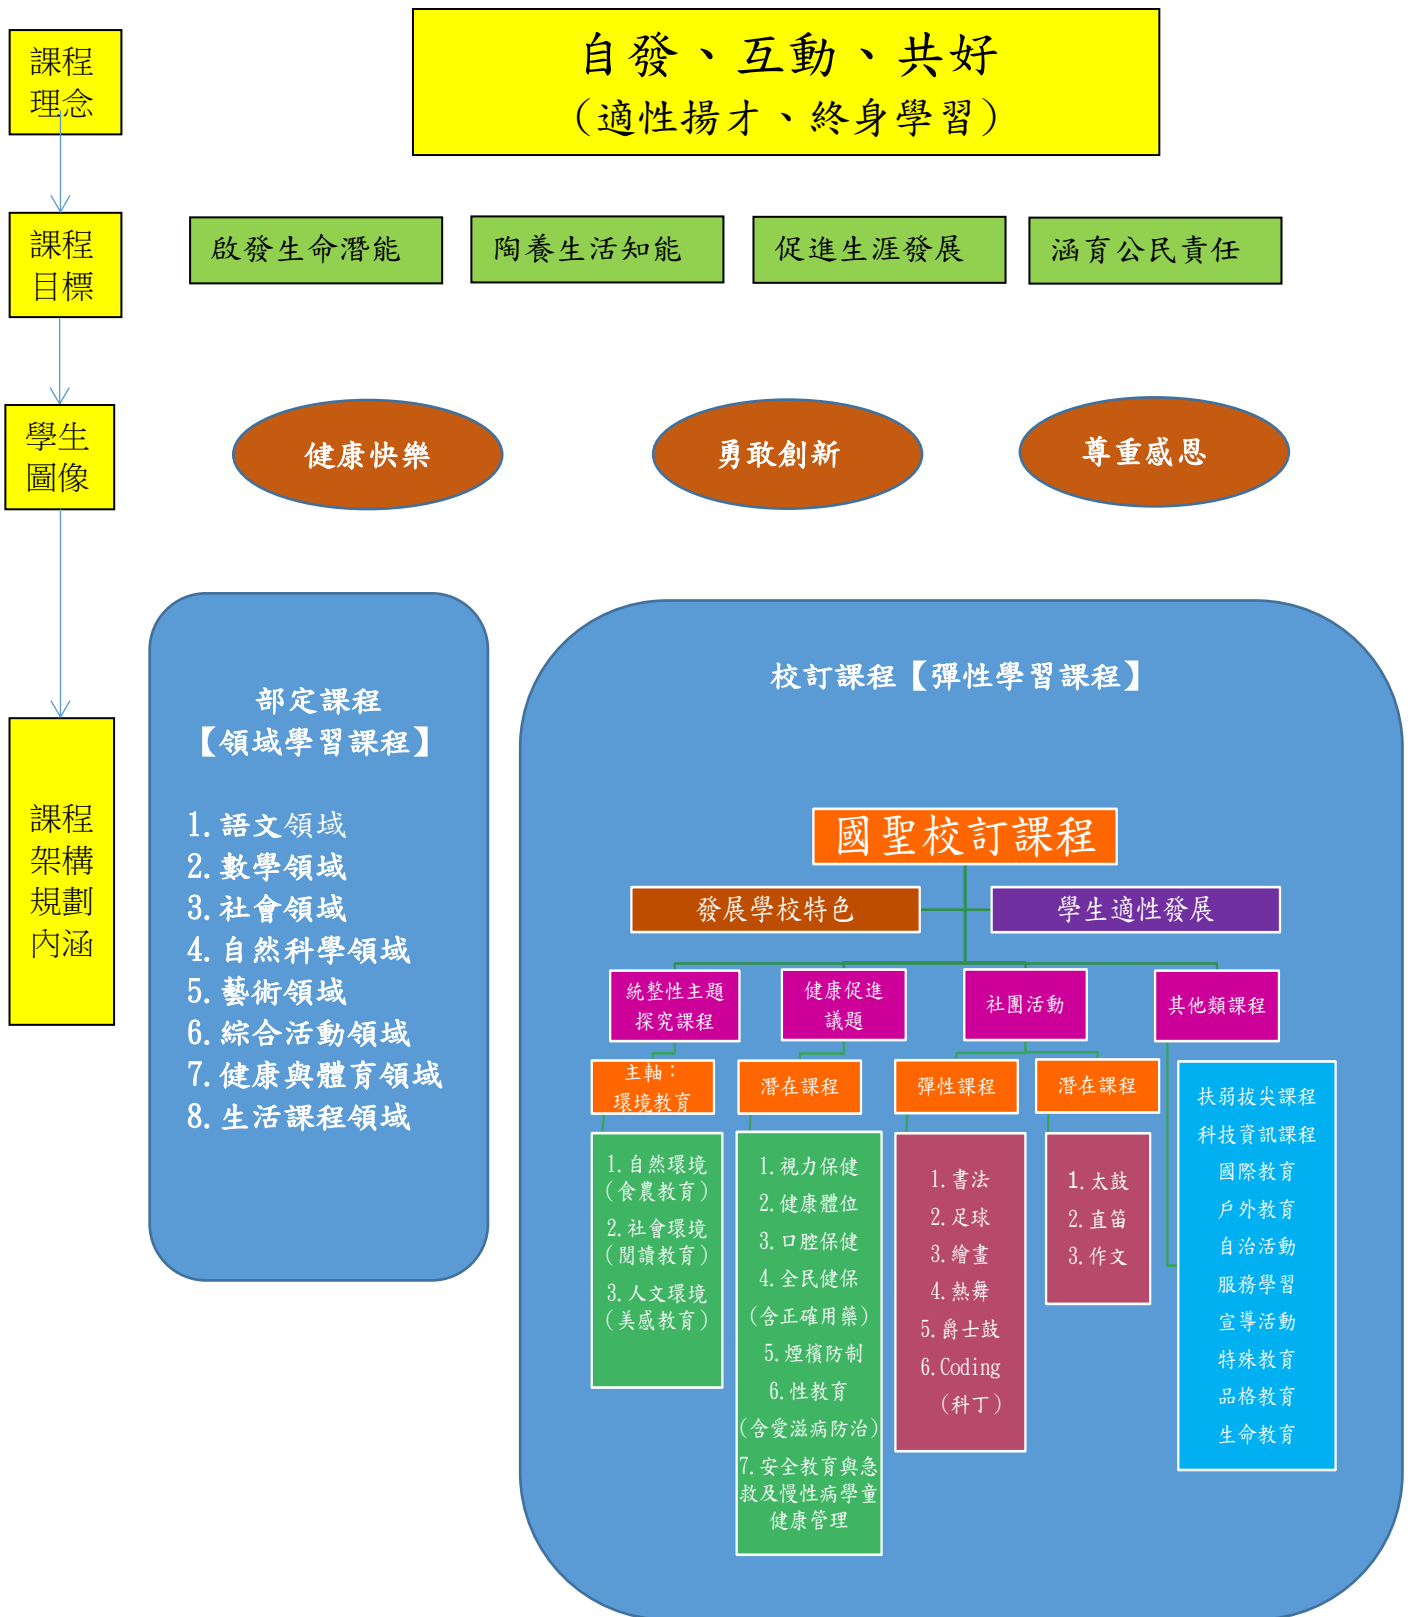 課程
理念
自發、互動、共好
(適性揚才、終身學習)
課程
目標
啟發生命潛能
陶養生活知能
促進生涯發展
涵育公民責任
學生
圖像
健康快樂
勇敢創新
尊重感恩
課程
架構
規劃
內涵
部定課程
【領域學習課程】
1.語文領域
2.數學領域
3.社會領域
4.自然科學領域
5.藝術領域
6.綜合活動領域
7.健康與體育領域
8.生活課程領域
校訂課程【彈性學習課程】
國聖校訂課程
發展學校特色
學生適性發展
統整性主題
探究課程
健康促進
議題
社團活動
其他類課程
主軸：
環境教育
潛在課程
彈性課程
潛在課程
1.自然環境
(食農教育)
2.社會環境
(閱讀教育)
3.人文環境
(美感教育)
1.視力保健
2.健康體位
3.口腔保健
4.全民健保
(含正確用藥)
5.煙檳防制
6.性教育
(含愛滋病防治)
7.安全教育與急
救及慢性病學童
健康管理
1.書法
2.足球
3.繪畫
4.熱舞
5.爵士鼓
6.Coding
(科丁)
1.太鼓
2.直笛
3.作文
扶弱拔尖課程
科技資訊課程
國際教育
戶外教育
自治活動
服務學習
宣導活動
特殊教育
品格教育
生命教育